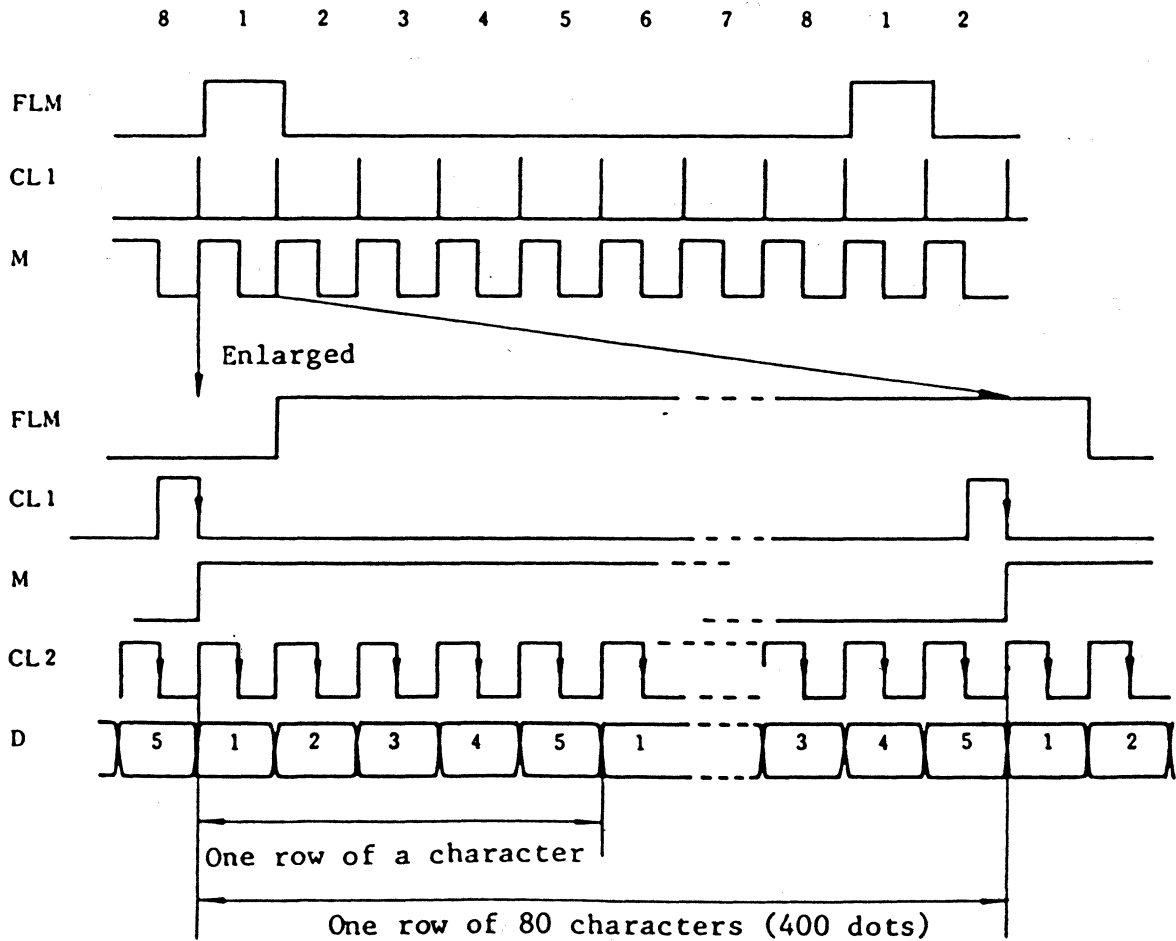 8 1 2 3 4 5 6 7 8 1 2
FLM
CL1
M
Enlarged
FLM
CL1
M
CL2
D 5 1 2 3 4 5 1 3 4 5 1 2
One row of a character
One row of 80 characters (400 dots)